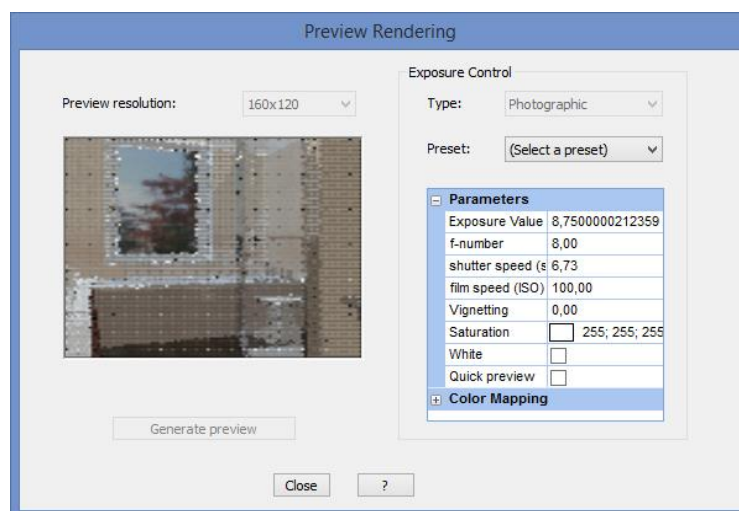 Preview Rendering
Preview resolution:
160x120
Generate preview
Exposure Control
Type:
Photographic
Preset:
(Select a preset)
Parameters
Exposure Value 8,7500000212359
f-number 8,00
shutter speed (s 6,73
film speed (ISO) 100,00
Vignetting 0,00
Saturation 255; 255; 255
White
Quick preview
Color Mapping
Close
?